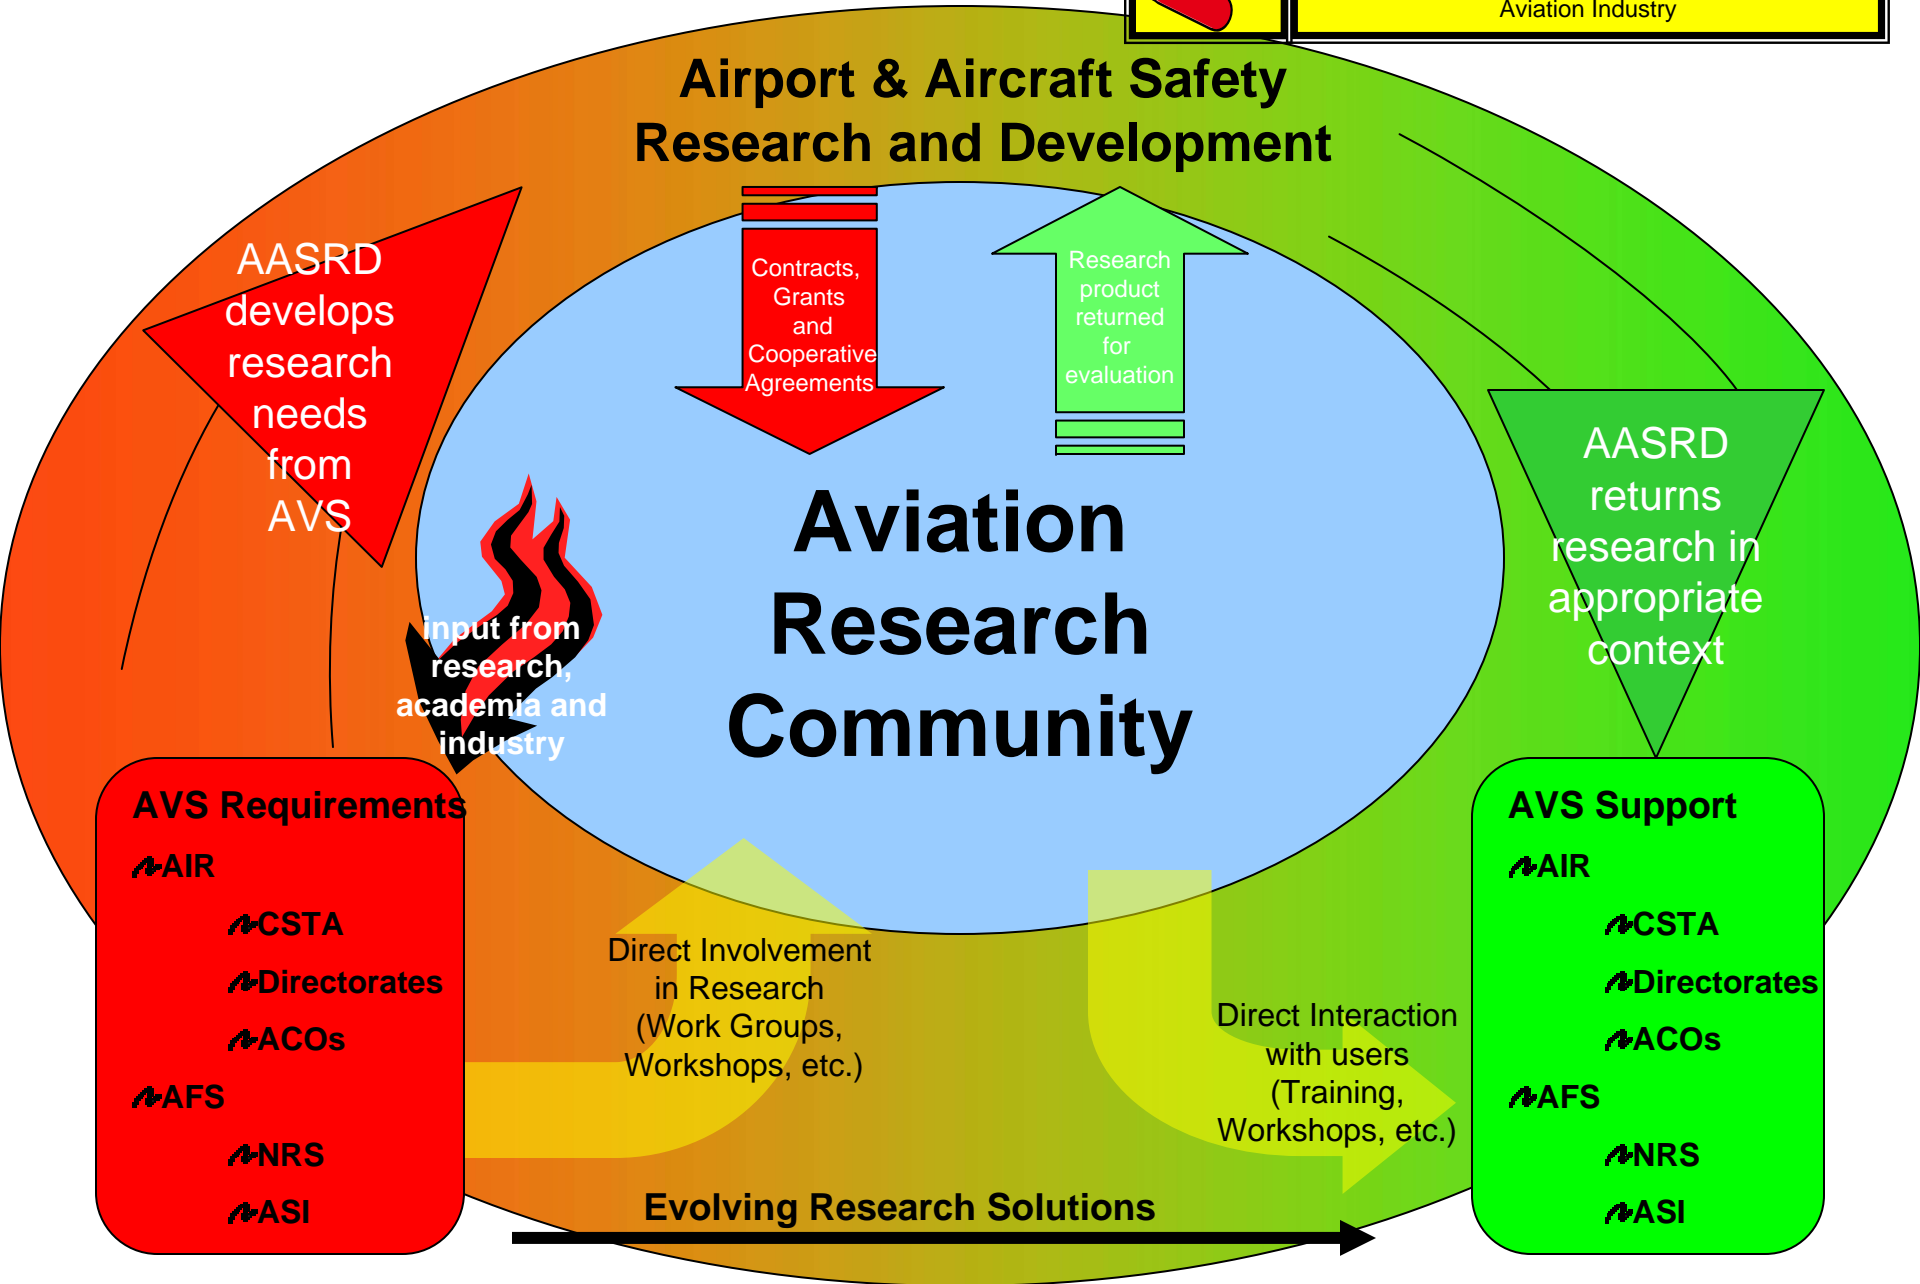 Aviation Industry
Airport & Aircraft Safety
Research and Development
AASRD
develops
research
needs
from
AVS
Contracts,
Grants
and
Cooperative
Agreements
Research
product
returned
for
evaluation
AASRD
returns
research in
appropriate
context
input from
research,
academia and
industry
Aviation
Research
Community
AVS Requirements
AIR
CSTA
Directorates
ACOs
AFS
NRS
ASI
Direct Involvement
in Research
(Work Groups,
Workshops, etc.)
Direct Interaction
with users
(Training,
Workshops, etc.)
AVS Support
AIR
CSTA
Directorates
ACOs
AFS
NRS
ASI
Evolving Research Solutions